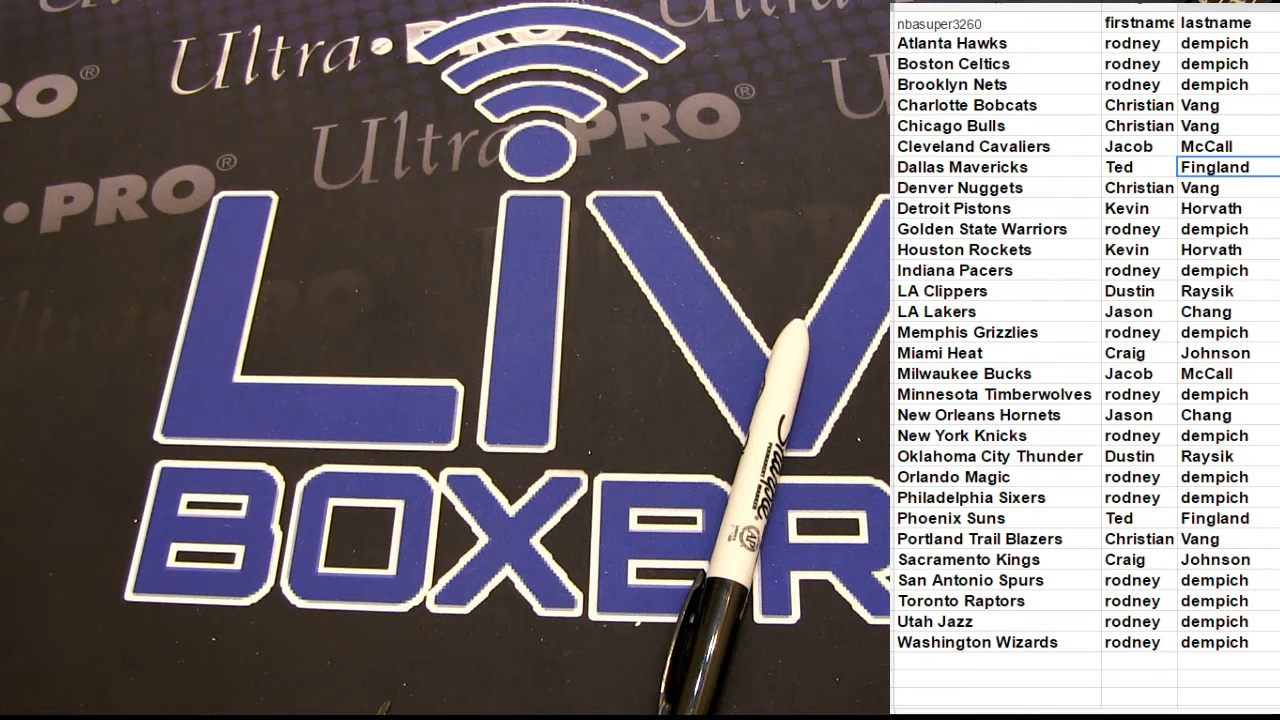 Ultra•PRO
Ultra•PRO
RO®
Ultra PRO®
•PRO®
LiV
BOXBR
nbasuper3260 firstname lastname
Atlanta Hawks rodney dempich
Boston Celtics rodney dempich
Brooklyn Nets rodney dempich
Charlotte Bobcats Christian Vang
Chicago Bulls Christian Vang
Cleveland Cavaliers Jacob McCall
Dallas Mavericks Ted Fingland
Denver Nuggets Christian Vang
Detroit Pistons Kevin Horvath
Golden State Warriors rodney dempich
Houston Rockets Kevin Horvath
Indiana Pacers rodney dempich
LA Clippers Dustin Raysik
LA Lakers Jason Chang
Memphis Grizzlies rodney dempich
Miami Heat Craig Johnson
Milwaukee Bucks Jacob McCall
Minnesota Timberwolves rodney dempich
New Orleans Hornets Jason Chang
New York Knicks rodney dempich
Oklahoma City Thunder Dustin Raysik
Orlando Magic rodney dempich
Philadelphia Sixers rodney dempich
Phoenix Suns Ted Fingland
Portland Trail Blazers Christian Vang
Sacramento Kings Craig Johnson
San Antonio Spurs rodney dempich
Toronto Raptors rodney dempich
Utah Jazz rodney dempich
Washington Wizards rodney dempich